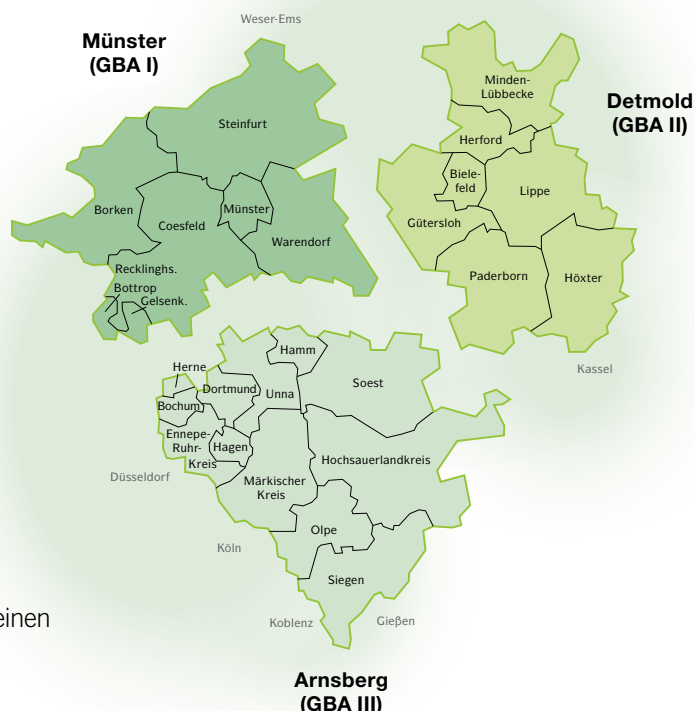 Weser-Ems
Münster
(GBA I)
Steinfurt
Borken
Coesfeld
Münster
Warendorf
Recklinghs.
Bottrop
Gelsenk.
Detmold
(GBA II)
Minden-
Lübbecke
Herford
Biele-
feld
Lippe
Gütersloh
Paderborn
Höxter
Kassel
Hamm
Herne
Dortmund
Unna
Soest
Bochum
Ennepe-
Ruhr-
Kreis
Hagen
Hochsauerlandkreis
Märkischer
Kreis
Düsseldorf
Olpe
Köln
Siegen
Koblenz
Gießen
einen
Arnsberg
(GBA III)